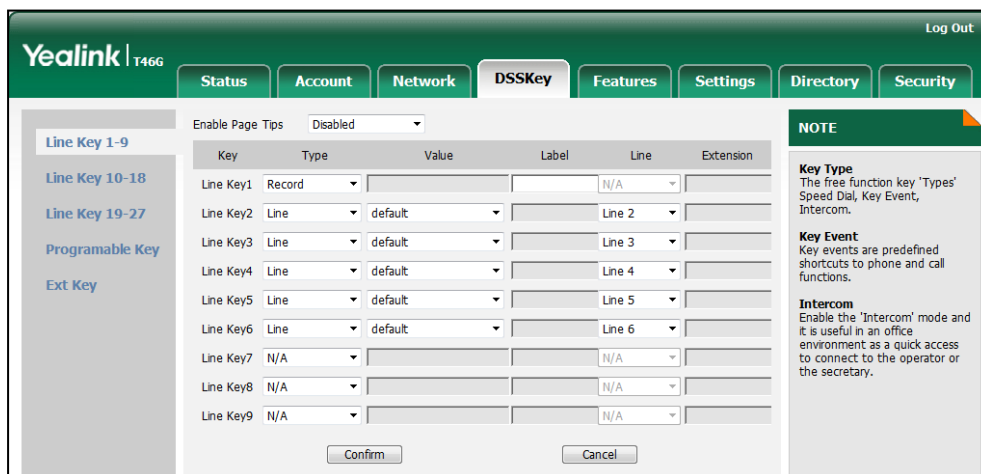 Log Out
Yealink T46G
Status Account Network DSSKey Features Settings Directory Security
Line Key 1-9
Line Key 10-18
Line Key 19-27
Programable Key
Ext Key
Enable Page Tips Disabled
Key Type Value Label Line Extension
Line Key1 Record N/A
Line Key2 Line default Line 2
Line Key3 Line default Line 3
Line Key4 Line default Line 4
Line Key5 Line default Line 5
Line Key6 Line default Line 6
Line Key7 N/A N/A
Line Key8 N/A N/A
Line Key9 N/A N/A
Confirm Cancel
NOTE
Key Type
The free function key 'Types'
Speed Dial, Key Event,
Intercom.
Key Event
Key events are predefined
shortcuts to phone and call
functions.
Intercom
Enable the 'Intercom' mode and
it is useful in an office
environment as a quick access
to connect to the operator or
the secretary.